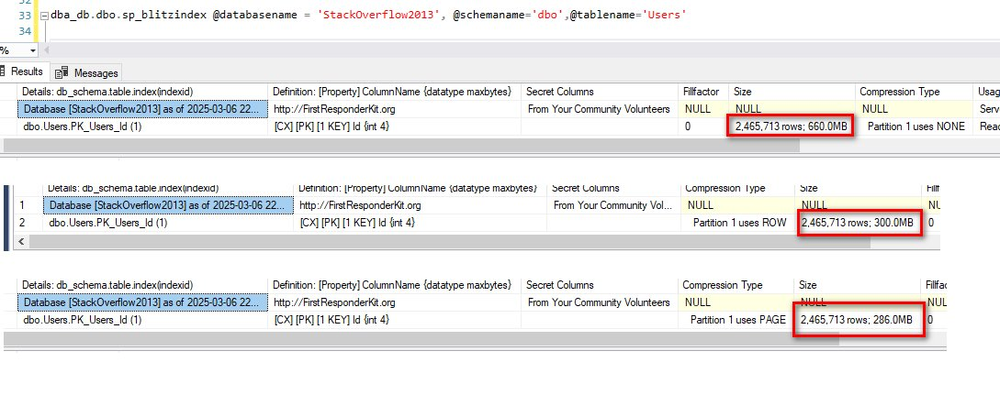 32
33 dba_db.dbo.sp_blitzindex @databasename = 'StackOverflow2013', @schemaname='dbo',@tablename='Users'
34
%
Results Messages
Details: db_schema.table.index(indexid) Definition: [Property] ColumnName {datatype maxbytes} Secret Columns Fillfactor Size Compression Type Usag
Database [StackOverflow2013] as of 2025-03-06 22... http://FirstResponderKit.org From Your Community Volunteers NULL NULL NULL Serv
dbo.Users.PK_Users_Id (1) [CX] [PK] [1 KEY] Id {int 4} 0 2,465,713 rows; 660.0MB Partition 1 uses NONE Reac
Details: db_schema.table.index(indexid) Definition: [Property] ColumnName {datatype maxbytes} Secret Columns Compression Type Size Fillf
1 Database [StackOverflow2013] as of 2025-03-06 22... http://FirstResponderKit.org From Your Community Vol... NULL NULL NU
2 dbo.Users.PK_Users_Id (1) [CX] [PK] [1 KEY] Id {int 4} Partition 1 uses ROW 2,465,713 rows; 300.0MB 0
Details: db_schema.table.index(indexid) Definition: [Property] ColumnName {datatype maxbytes} Secret Columns Compression Type Size Fillfac
Database [StackOverflow2013] as of 2025-03-06 22... http://FirstResponderKit.org From Your Community Volunteers NULL NULL NUL
dbo.Users.PK_Users_Id (1) [CX] [PK] [1 KEY] Id {int 4} Partition 1 uses PAGE 2,465,713 rows; 286.0MB 0